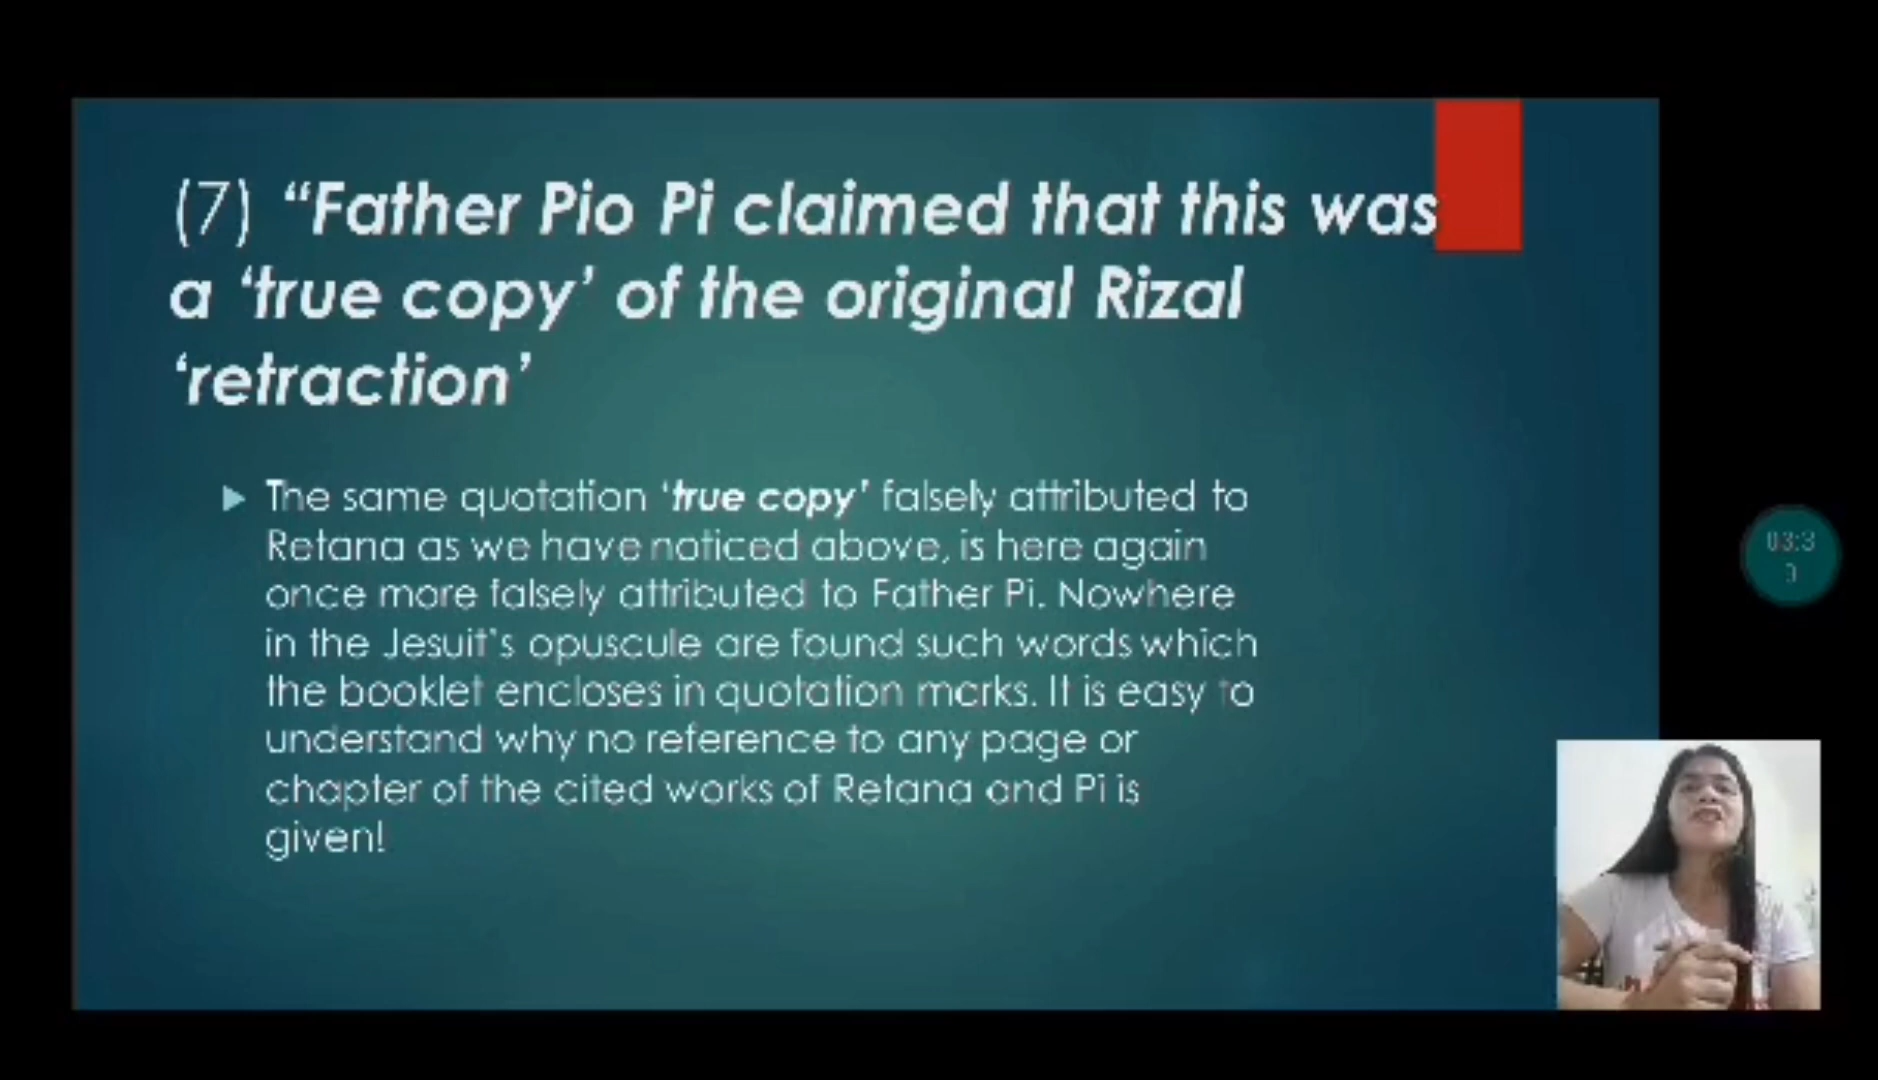 (7) “Father Pio Pi claimed that this was
a ‘true copy’ of the original Rizal
‘retraction’
The same quotation ‘true copy’ falsely attributed to
Retana as we have noticed above, is here again
once more falsely attributed to Father Pi. Nowhere
in the Jesuit’s opuscule are found such words which
the booklet encloses in quotation marks. It is easy to
understand why no reference to any page or
chapter of the cited works of Retana and Pi is
given!
03:3